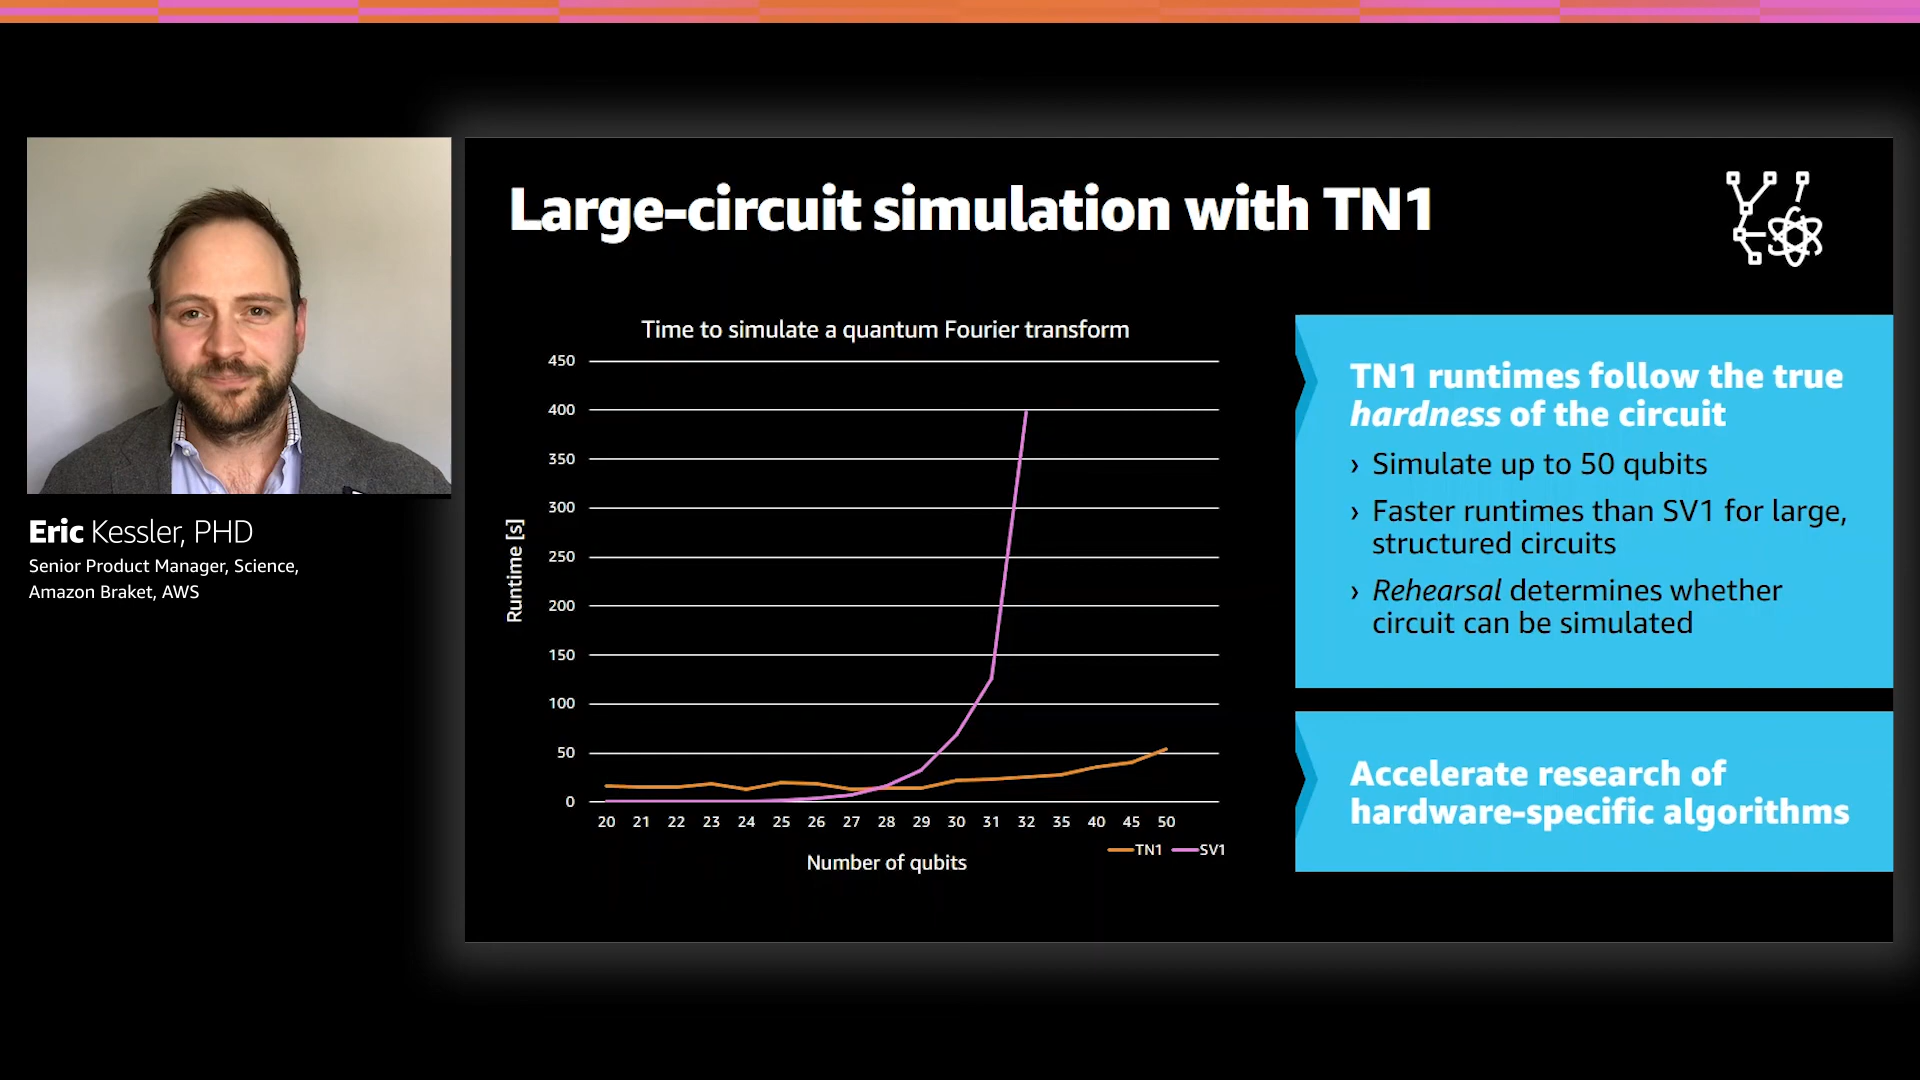 Large-circuit simulation with TN1
Eric Kessler, PHD
Senior Product Manager, Science,
Amazon Braket, AWS
Time to simulate a quantum Fourier transform
450
400
350
300
250
200
150
100
50
0
Runtime [s]
20 21 22 23 24 25 26 27 28 29 30 31 32 35 40 45 50
Number of qubits
TN1 SV1
TN1 runtimes follow the true
hardness of the circuit
› Simulate up to 50 qubits
› Faster runtimes than SV1 for large,
structured circuits
› Rehearsal determines whether
circuit can be simulated
Accelerate research of
hardware-specific algorithms